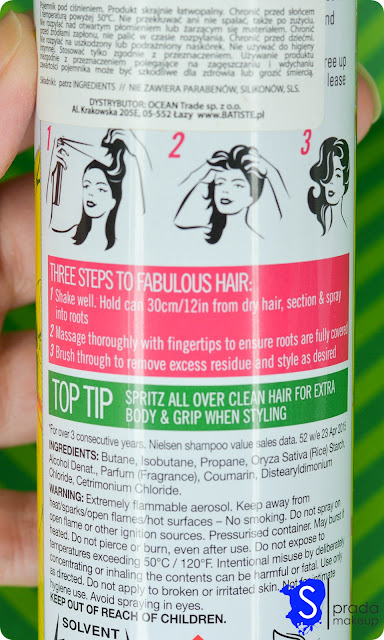 Pojemnik pod ciśnieniem. Produkt skrajnie łatwopalny. Chronić przed słońcem
Temperatura powyżej 50°C. Nie przekłuwać ani nie spalać, także po zużyciu.
Nie rozpylać nad otwartym płomieniem lub żarzącym się materiałem. Chronić
przed źródłami zapłonu, nie palić w czasie rozpylania. Chronić przed dziećmi.
Nie rozpylać na uszkodzony lub podrażniony naskórek. Nie używać do higieny
intymnej. Stosować tylko zgodnie z przeznaczeniem. Używanie produktu
niezgodnie z przeznaczeniem polegające na zagęszczaniu i wdychaniu
zawartości pojemnika może być szkodliwe dla zdrowia lub grozić śmiercią.
Składniki: patrz INGREDIENTS // NIE ZAWIERA PARABENÓW, SILIKONÓW, SLS.
DYSTRYBUTOR: OCEAN Trade sp. z o.o.
Al. Krakowska 205E, 05-552 Łazy www.BATISTE.pl
nd
ree up
lease
1 2 3
THREE STEPS TO FABULOUS HAIR:
1 Shake well. Hold can 30cm/12in from dry hair, section & spray
into roots
2 Massage thoroughly with fingertips to ensure roots are fully covered
3 Brush through to remove excess residue and style as desired
TOP TIP
SPRITZ ALL OVER CLEAN HAIR FOR EXTRA
BODY & GRIP WHEN STYLING
*For over 3 consecutive years. Nielsen shampoo value sales data. 52 w/e 23 Apr 2015
INGREDIENTS: Butane, Isobutane, Propane, Oryza Sativa (Rice) Starch,
Alcohol Denat., Parfum (Fragrance), Coumarin, Distearyldimonium
Chloride, Cetrimonium Chloride.
WARNING: Extremely flammable aerosol. Keep away from
heat/sparks/open flames/hot surfaces – No smoking. Do not spray on
open flame or other ignition sources. Pressurised container. May burst if
heated. Do not pierce or burn, even after use. Do not expose to
temperatures exceeding 50°C / 120°F. Intentional misuse by deliberately
concentrating or inhaling the contents can be harmful or fatal. Use only
as directed. Do not apply to broken or irritated skin. Not for intimate
hygiene use. Avoid spraying in eyes.
KEEP OUT OF REACH OF CHILDREN.
SOLVENT
S
prada
makeup